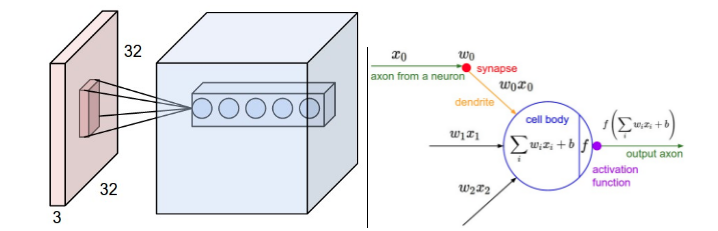 32
32
3
x₀
w₀
axon from a neuron
synapse
w₀x₀
dendrite
cell body
f(∑ᵢ wᵢxᵢ + b)
w₁x₁
∑ᵢ wᵢxᵢ + b
f
output axon
activation
function
w₂x₂